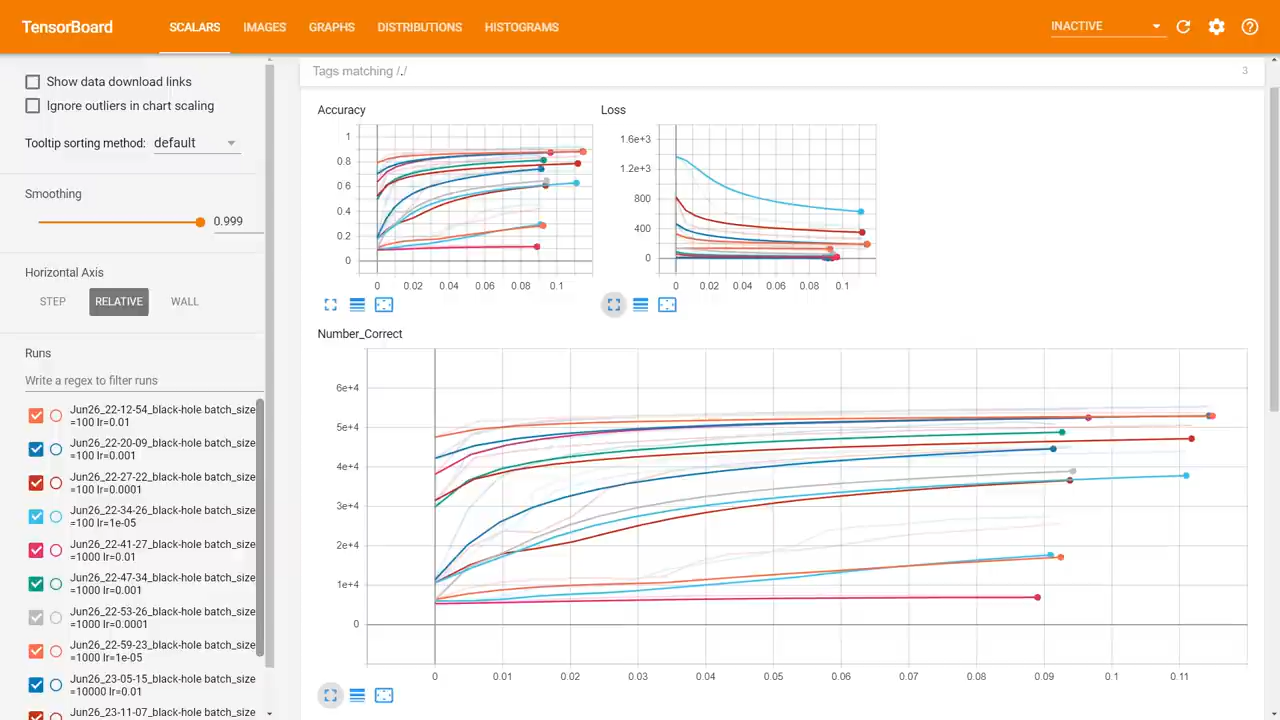 TensorBoard
SCALARS
IMAGES
GRAPHS
DISTRIBUTIONS
HISTOGRAMS
INACTIVE
Show data download links
Ignore outliers in chart scaling
Tooltip sorting method: default
Smoothing
0.999
Horizontal Axis
STEP
RELATIVE
WALL
Runs
Write a regex to filter runs
Jun26_22-12-54_black-hole batch_size
=100 lr=0.01
Jun26_22-20-09_black-hole batch_size
=100 lr=0.001
Jun26_22-27-22_black-hole batch_size
=100 lr=0.0001
Jun26_22-34-26_black-hole batch_size
=100 lr=1e-05
Jun26_22-41-27_black-hole batch_size
=1000 lr=0.01
Jun26_22-47-34_black-hole batch_size
=1000 lr=0.001
Jun26_22-53-26_black-hole batch_size
=1000 lr=0.0001
Jun26_22-59-23_black-hole batch_size
=1000 lr=1e-05
Jun26_23-05-15_black-hole batch_size
=10000 lr=0.01
Jun26_23-11-07_black-hole batch_size
Tags matching /./
3
Accuracy
1
0.8
0.6
0.4
0.2
0
0 0.02 0.04 0.06 0.08 0.1
Loss
1.6e+3
1.2e+3
800
400
0
0 0.02 0.04 0.06 0.08 0.1
Number_Correct
6e+4
5e+4
4e+4
3e+4
2e+4
1e+4
0
0 0.01 0.02 0.03 0.04 0.05 0.06 0.07 0.08 0.09 0.1 0.11